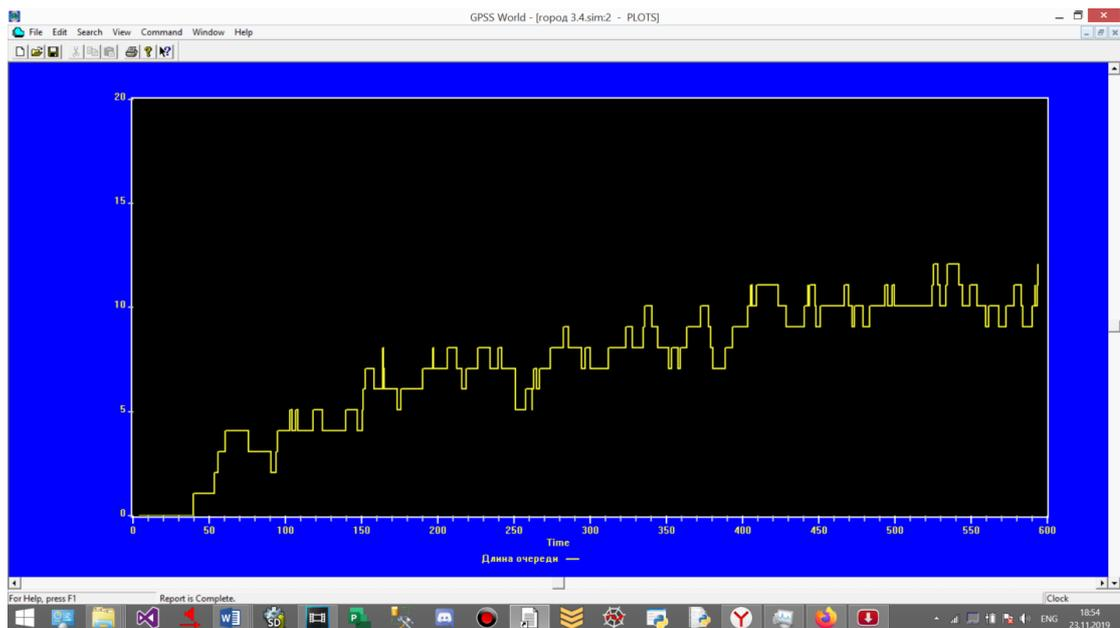 GPSS World - [город 3.4.sim:2 - PLOTS]
File Edit Search View Command Window Help
20
15
10
5
0
0 50 100 150 200 250 300 350 400 450 500 550 600
Time
Длина очереди
For Help, press F1 Report is Complete. Clock
ENG 18:54
23.11.2019